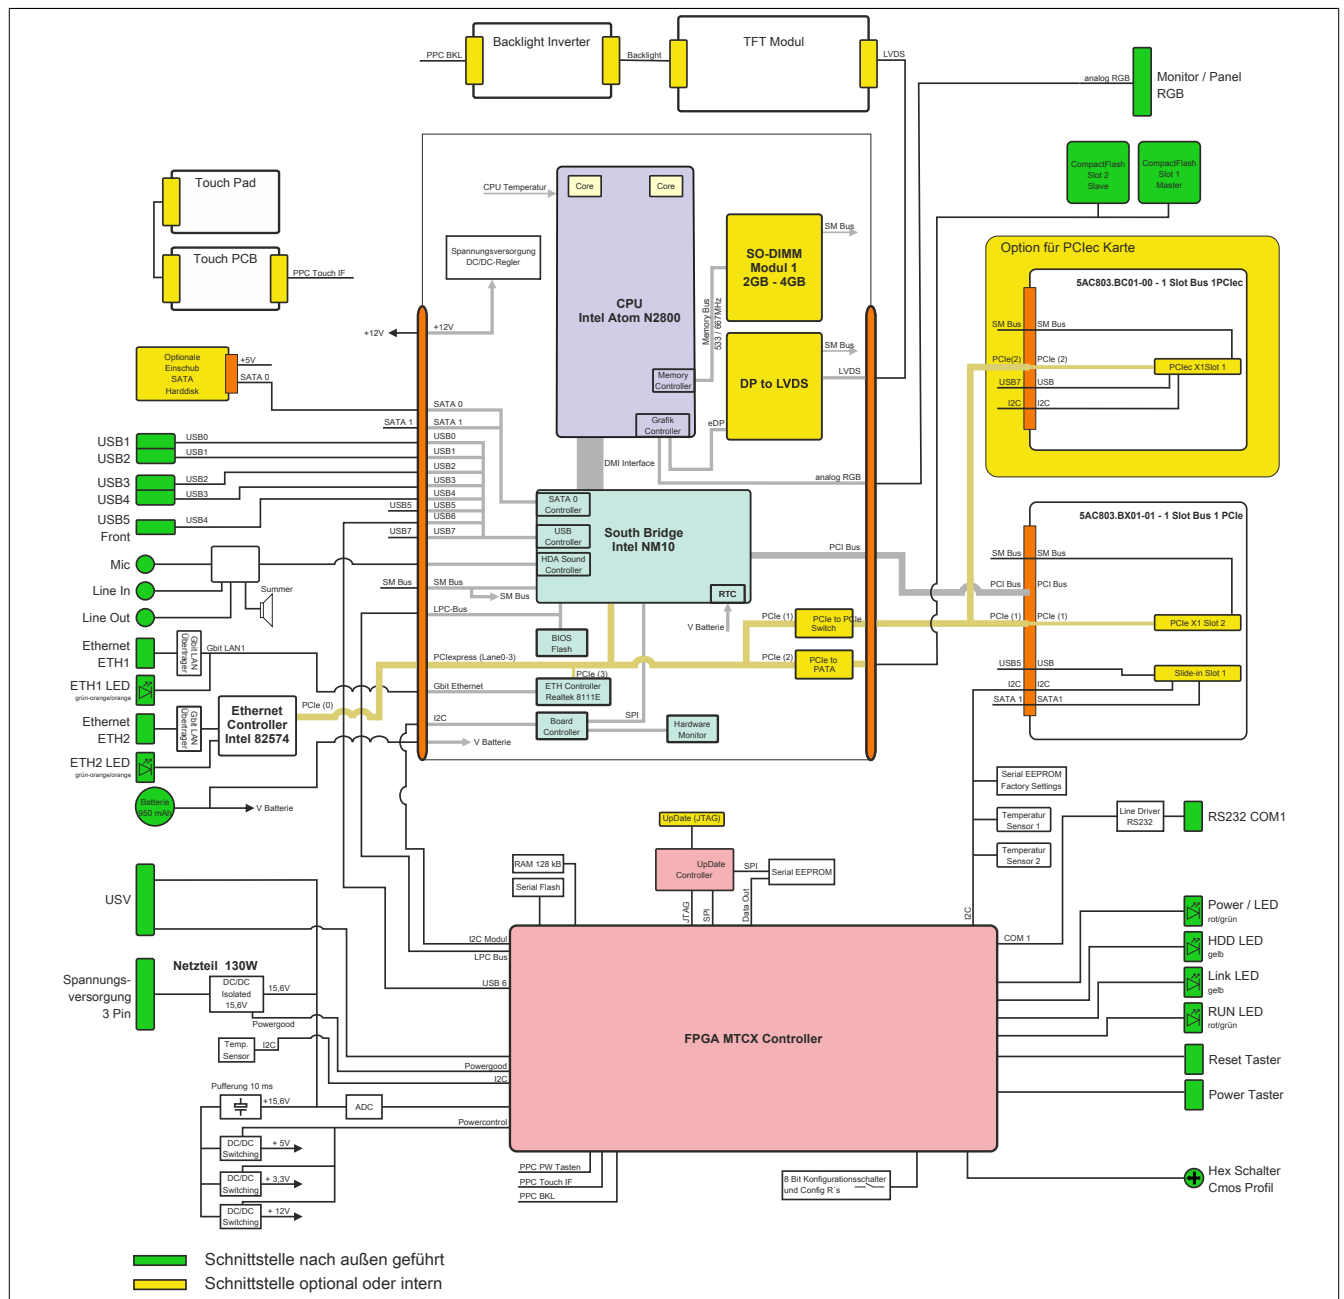 Backlight Inverter
PPC BKL
Backlight
TFT Modul
LVDS
analog RGB
Monitor / Panel
RGB
CompactFlash
Slot 2
Slave
CompactFlash
Slot 1
Master
Touch Pad
Touch PCB
PPC Touch IF
CPU Temperatur
Core
Core
CPU
Intel Atom N2800
Memory
Controller
Grafik
Controller
Spannungsversorgung
DC/DC-Regler
+12V
+12V
SO-DIMM
Modul 1
2GB - 4GB
SM Bus
Memory Bus
533 / 667MHz
DP to LVDS
SM Bus
LVDS
eDP
DMI Interface
analog RGB
Option für PCIec Karte
5AC803.BC01-00 - 1 Slot Bus 1PCIec
SM Bus
SM Bus
PCIe(2)
PCIe (2)
PCIec X1Slot 1
USB7
USB
I2C
I2C
Optionale
Einschub
SATA
Harddisk
+5V
SATA 0
SATA 0
SATA 1
SATA 1
USB1
USB0
USB0
USB2
USB1
USB1
USB3
USB2
USB2
USB4
USB3
USB3
USB5
Front
USB4
USB4
USB5
USB5
USB6
USB7
USB7
SATA 0
Controller
USB
Controller
HDA Sound
Controller
South Bridge
Intel NM10
RTC
PCI Bus
V Batterie
Mic
Line In
Line Out
Summer
SM Bus
SM Bus
SM Bus
LPC-Bus
BIOS
Flash
5AC803.BX01-01 - 1 Slot Bus 1 PCIe
SM Bus
SM Bus
PCI Bus
PCI Bus
PCIe (1)
PCIe (1)
PCIe X1 Slot 2
USB5
USB
Slide-in Slot 1
I2C
I2C
SATA 1
SATA1
PCIe (1)
PCIe to PCIe
Switch
PCIe (2)
PCIe to
PATA
PCIexpress (Lane0-3)
PCIe (3)
Gbit Ethernet
ETH Controller
Realtek 8111E
I2C
Board
Controller
SPI
Hardware
Monitor
V Batterie
Ethernet
ETH1
Gbit LAN
Übertrager
Gbit LAN1
ETH1 LED
grün-orange/orange
Ethernet
ETH2
Gbit LAN
Übertrager
ETH2 LED
grün-orange/orange
Ethernet
Controller
Intel 82574
PCIe (0)
Batterie
950 mAh
V Batterie
Serial EEPROM
Factory Settings
Temperatur
Sensor 1
Temperatur
Sensor 2
I2C
Line Driver
RS232
RS232 COM1
COM 1
UpDate (JTAG)
UpDate
Controller
SPI
Serial EEPROM
JTAG
SPI
Data Out
RAM 128 kB
Serial Flash
I2C Modul
LPC Bus
USB 6
FPGA MTCX Controller
USV
Spannungs-
versorgung
3 Pin
Netzteil 130W
DC/DC
Isolated
15,6V
15,6V
Powergood
Temp.
Sensor
I2C
Powergood
I2C
Pufferung 10 ms
+15,6V
ADC
Powercontrol
DC/DC
Switching
+ 5V
DC/DC
Switching
+ 3,3V
DC/DC
Switching
+ 12V
PPC PW Tasten
PPC Touch IF
PPC BKL
8 Bit Konfigurationsschalter
und Config R´s
Power / LED
rot/grün
HDD LED
gelb
Link LED
gelb
RUN LED
rot/grün
Reset Taster
Power Taster
Hex Schalter
Cmos Profil
Schnittstelle nach außen geführt
Schnittstelle optional oder intern